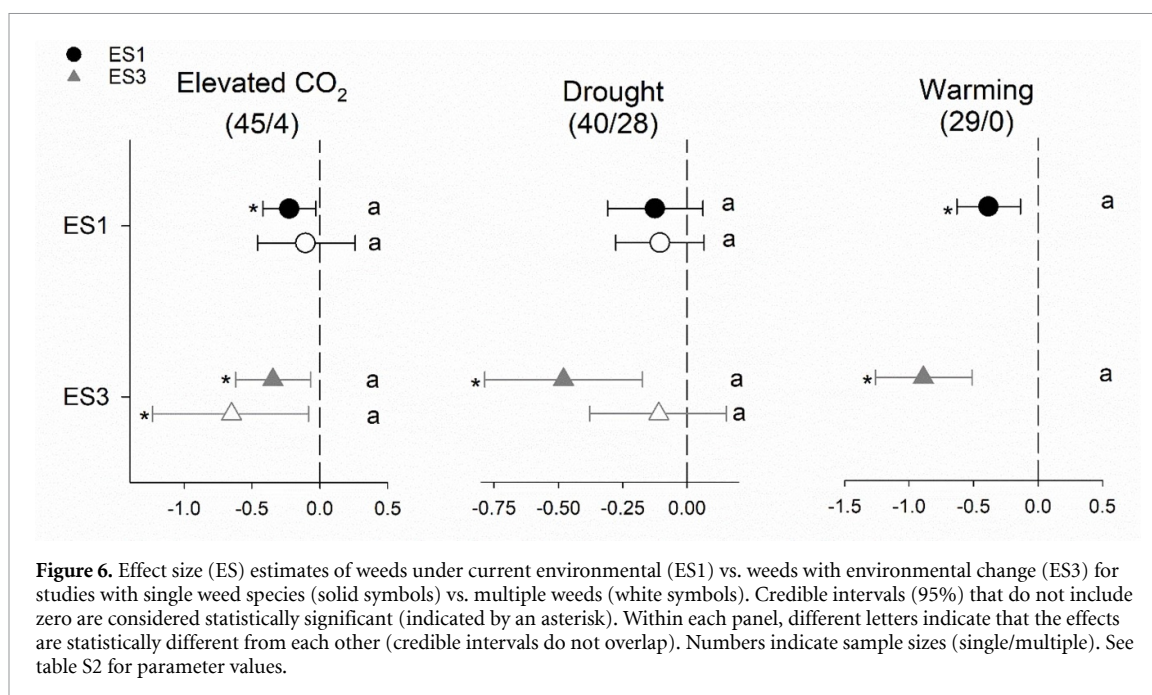 ES1
ES3
Elevated CO2
(45/4)
Drought
(40/28)
Warming
(29/0)
ES1
* a
a
a
a
* a
ES3
* a
* a
* a
a
* a
-1.0 -0.5 0.0 0.5
-0.75 -0.50 -0.25 0.00
-1.5 -1.0 -0.5 0.0 0.5
Figure 6. Effect size (ES) estimates of weeds under current environmental (ES1) vs. weeds with environmental change (ES3) for
studies with single weed species (solid symbols) vs. multiple weeds (white symbols). Credible intervals (95%) that do not include
zero are considered statistically significant (indicated by an asterisk). Within each panel, different letters indicate that the effects
are statistically different from each other (credible intervals do not overlap). Numbers indicate sample sizes (single/multiple). See
table S2 for parameter values.